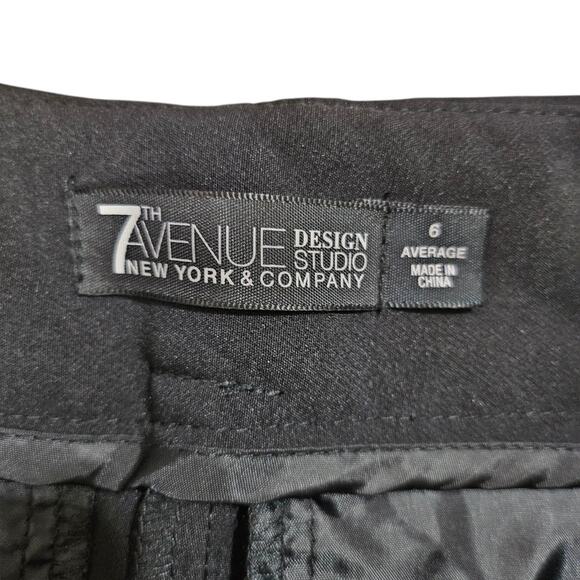 7TH AVENUE DESIGN STUDIO
NEW YORK & COMPANY
6
AVERAGE
MADE IN
CHINA